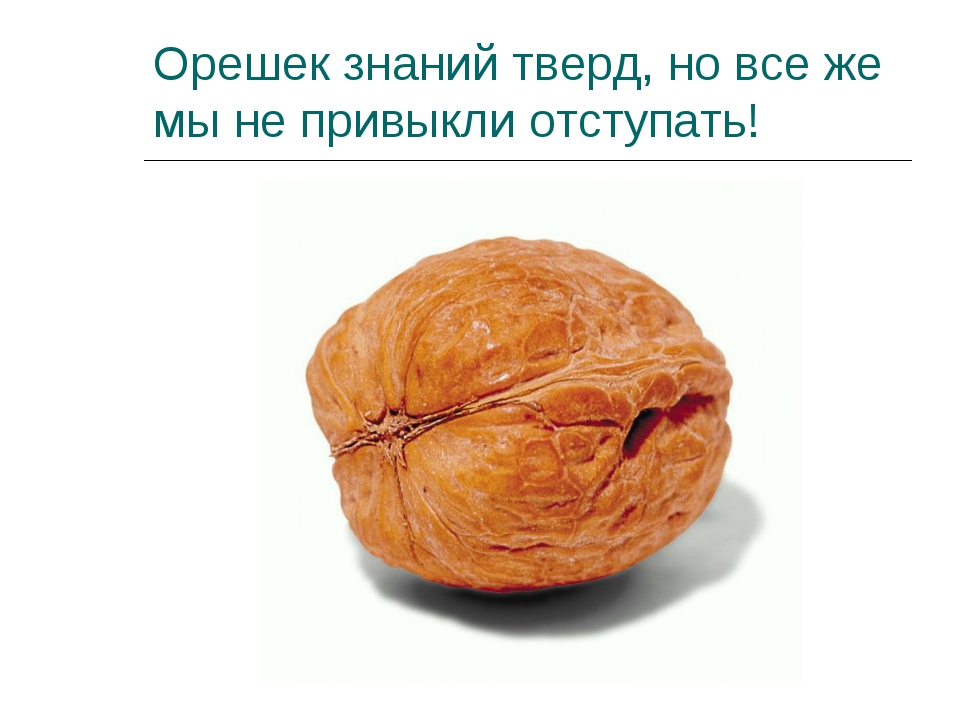 Орешек знаний тверд, но все же
мы не привыкли отступать!